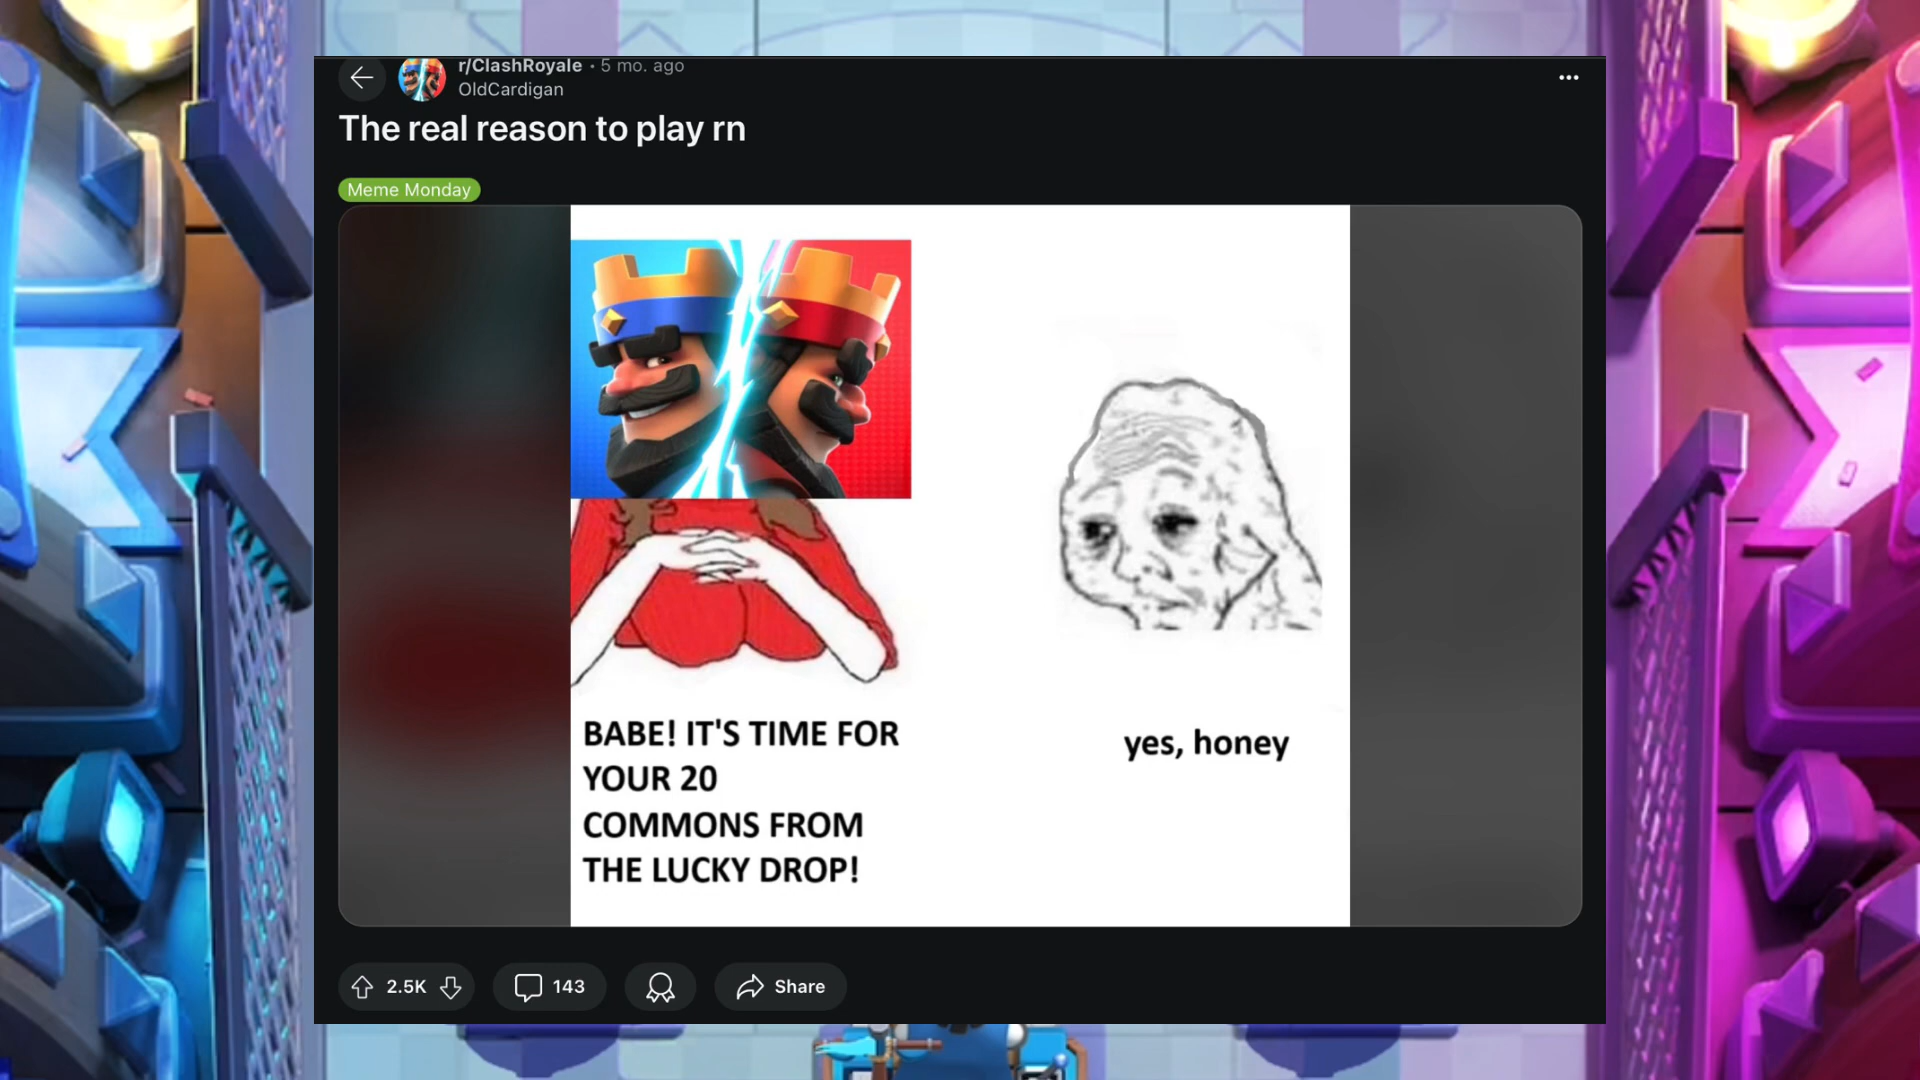 r/ClashRoyale • 5 mo. ago
OldCardigan
The real reason to play rn
Meme Monday
BABE! IT'S TIME FOR
YOUR 20
COMMONS FROM
THE LUCKY DROP!
yes, honey
2.5K
143
Share